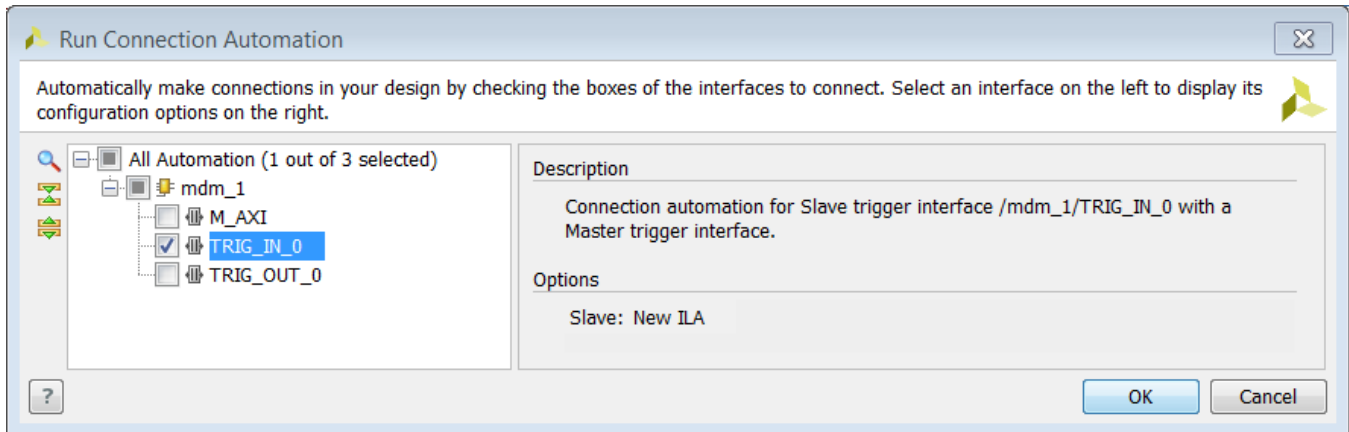 Run Connection Automation
Automatically make connections in your design by checking the boxes of the interfaces to connect. Select an interface on the left to display its
configuration options on the right.
All Automation (1 out of 3 selected)
mdm_1
M_AXI
TRIG_IN_0
TRIG_OUT_0
Description
Connection automation for Slave trigger interface /mdm_1/TRIG_IN_0 with a
Master trigger interface.
Options
Slave: New ILA
?
OK
Cancel